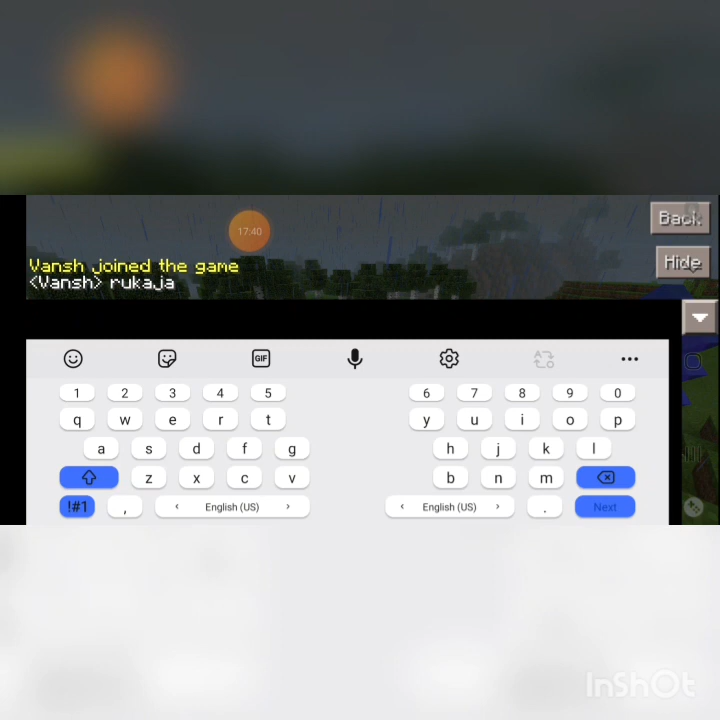 Back
17:40
Hide
Vansh joined the game
<Vansh> rukaja
GIF
1 2 3 4 5 6 7 8 9 0
q w e r t y u i o p
a s d f g h j k l
z x c v b n m
!#1 , < English (US) > < English (US) > . Next
InShOt